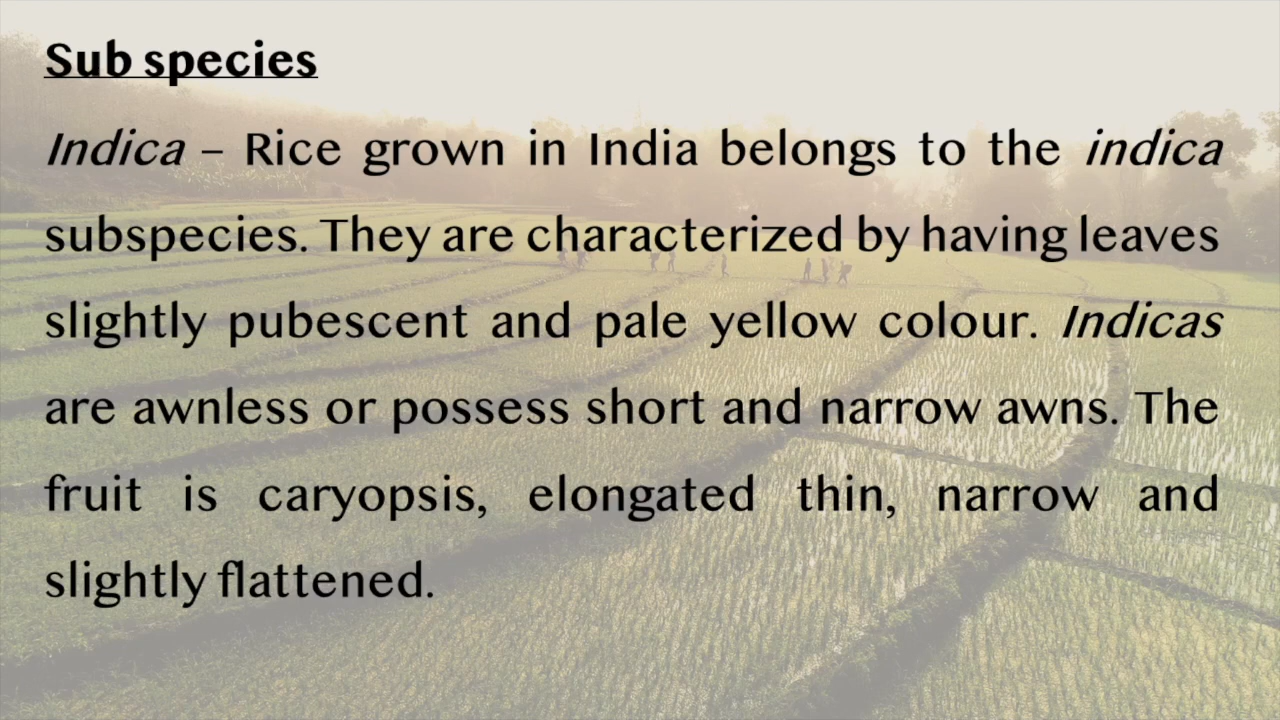 Sub species
Indica – Rice grown in India belongs to the indica
subspecies. They are characterized by having leaves
slightly pubescent and pale yellow colour. Indicas
are awnless or possess short and narrow awns. The
fruit is caryopsis, elongated thin, narrow and
slightly flattened.